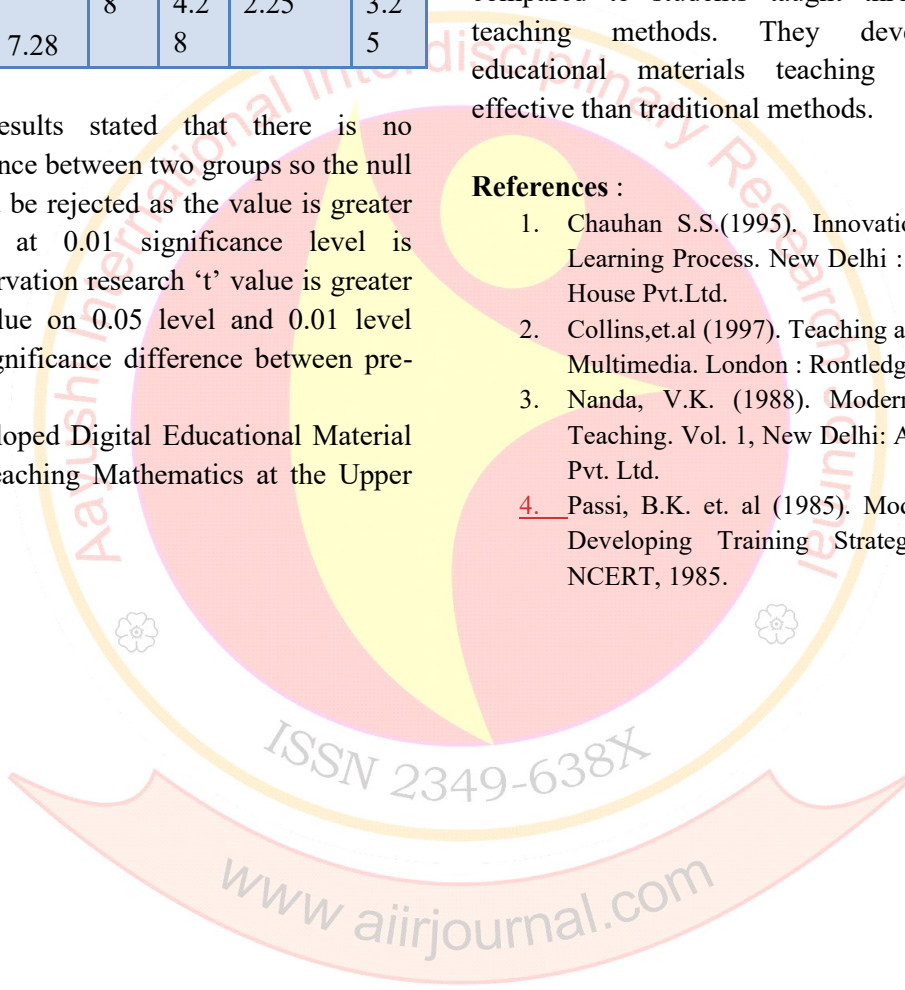 8 4.2 2.25 3.2
7.28 8 5
esults stated that there is no
nce between two groups so the null
be rejected as the value is greater
at 0.01 significance level is
rvation research ‘t’ value is greater
lue on 0.05 level and 0.01 level
gnificance difference between pre-
loped Digital Educational Material
eaching Mathematics at the Upper
teaching methods. They deve
educational materials teaching
effective than traditional methods.
References :
1. Chauhan S.S.(1995). Innovatio
Learning Process. New Delhi :
House Pvt.Ltd.
2. Collins,et.al (1997). Teaching a
Multimedia. London : Rontledg
3. Nanda, V.K. (1988). Modern
Teaching. Vol. 1, New Delhi: A
Pvt. Ltd.
4. Passi, B.K. et. al (1985). Mod
Developing Training Strateg
NCERT, 1985.
Aayushi International Interdisciplinary Research Journal
ISSN 2349-638X
www aiirjournal.com